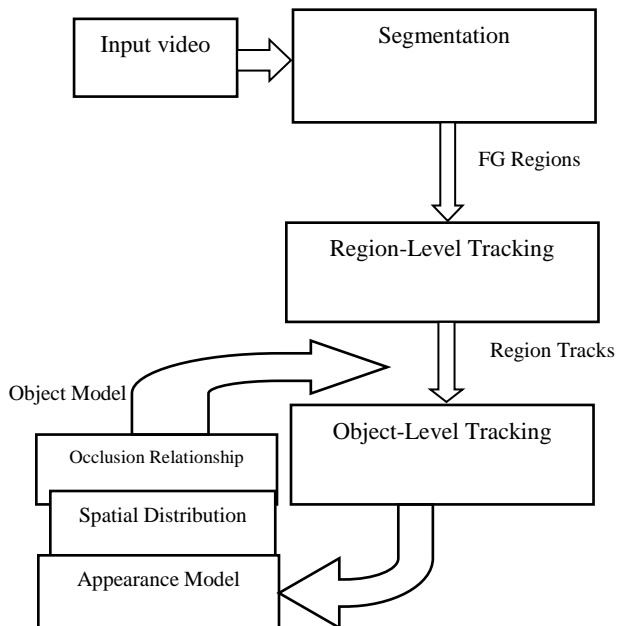 Input video
Segmentation
FG Regions
Region-Level Tracking
Region Tracks
Object Model
Object-Level Tracking
Occlusion Relationship
Spatial Distribution
Appearance Model